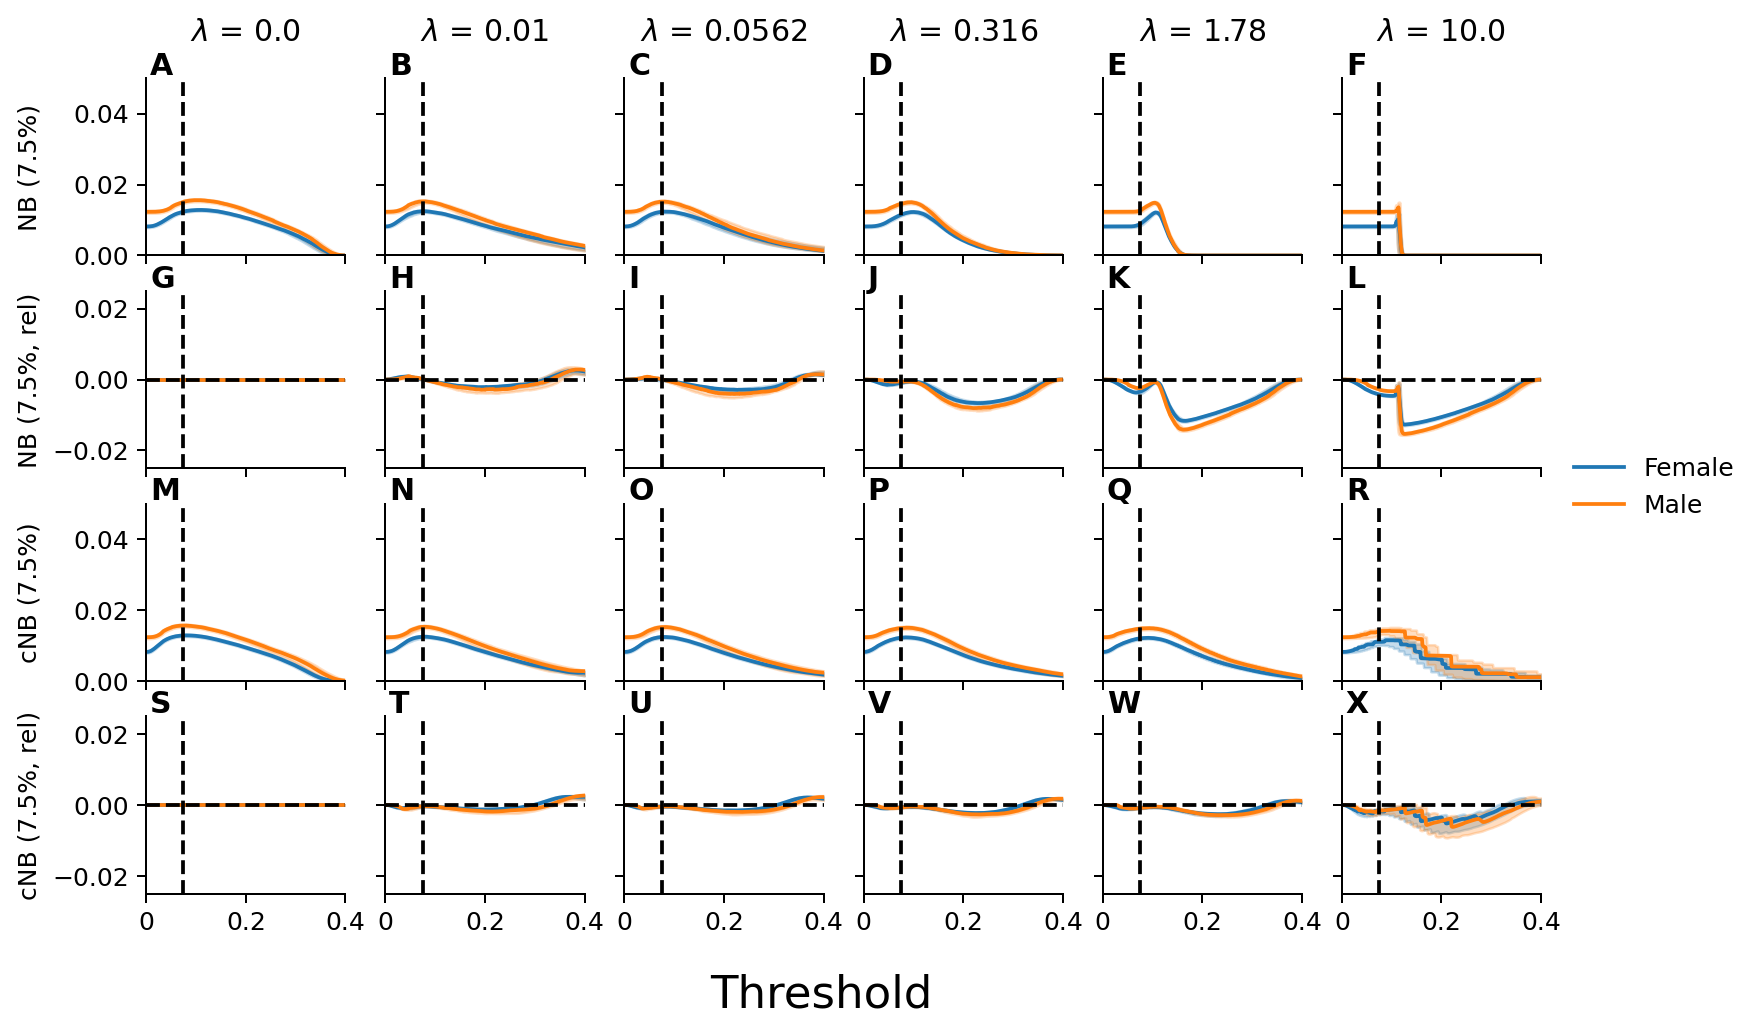 λ = 0.0 λ = 0.01 λ = 0.0562 λ = 0.316 λ = 1.78 λ = 10.0
A B C D E F
NB (7.5%)
0.04
0.02
0.00
G H I J K L
NB (7.5%, rel)
0.02
0.00
−0.02
Female
Male
M N O P Q R
cNB (7.5%)
0.04
0.02
0.00
S T U V W X
cNB (7.5%, rel)
0.02
0.00
−0.02
0 0.2 0.4 0 0.2 0.4 0 0.2 0.4 0 0.2 0.4 0 0.2 0.4 0 0.2 0.4
Threshold